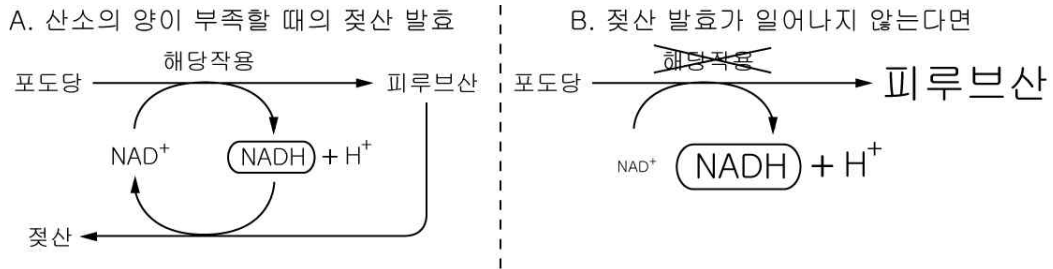 A. 산소의 양이 부족할 때의 젖산 발효
해당작용
포도당
피루브산
NAD+
NADH + H+
젖산
B. 젖산 발효가 일어나지 않는다면
해당작용
포도당
피루브산
NAD+
NADH + H+